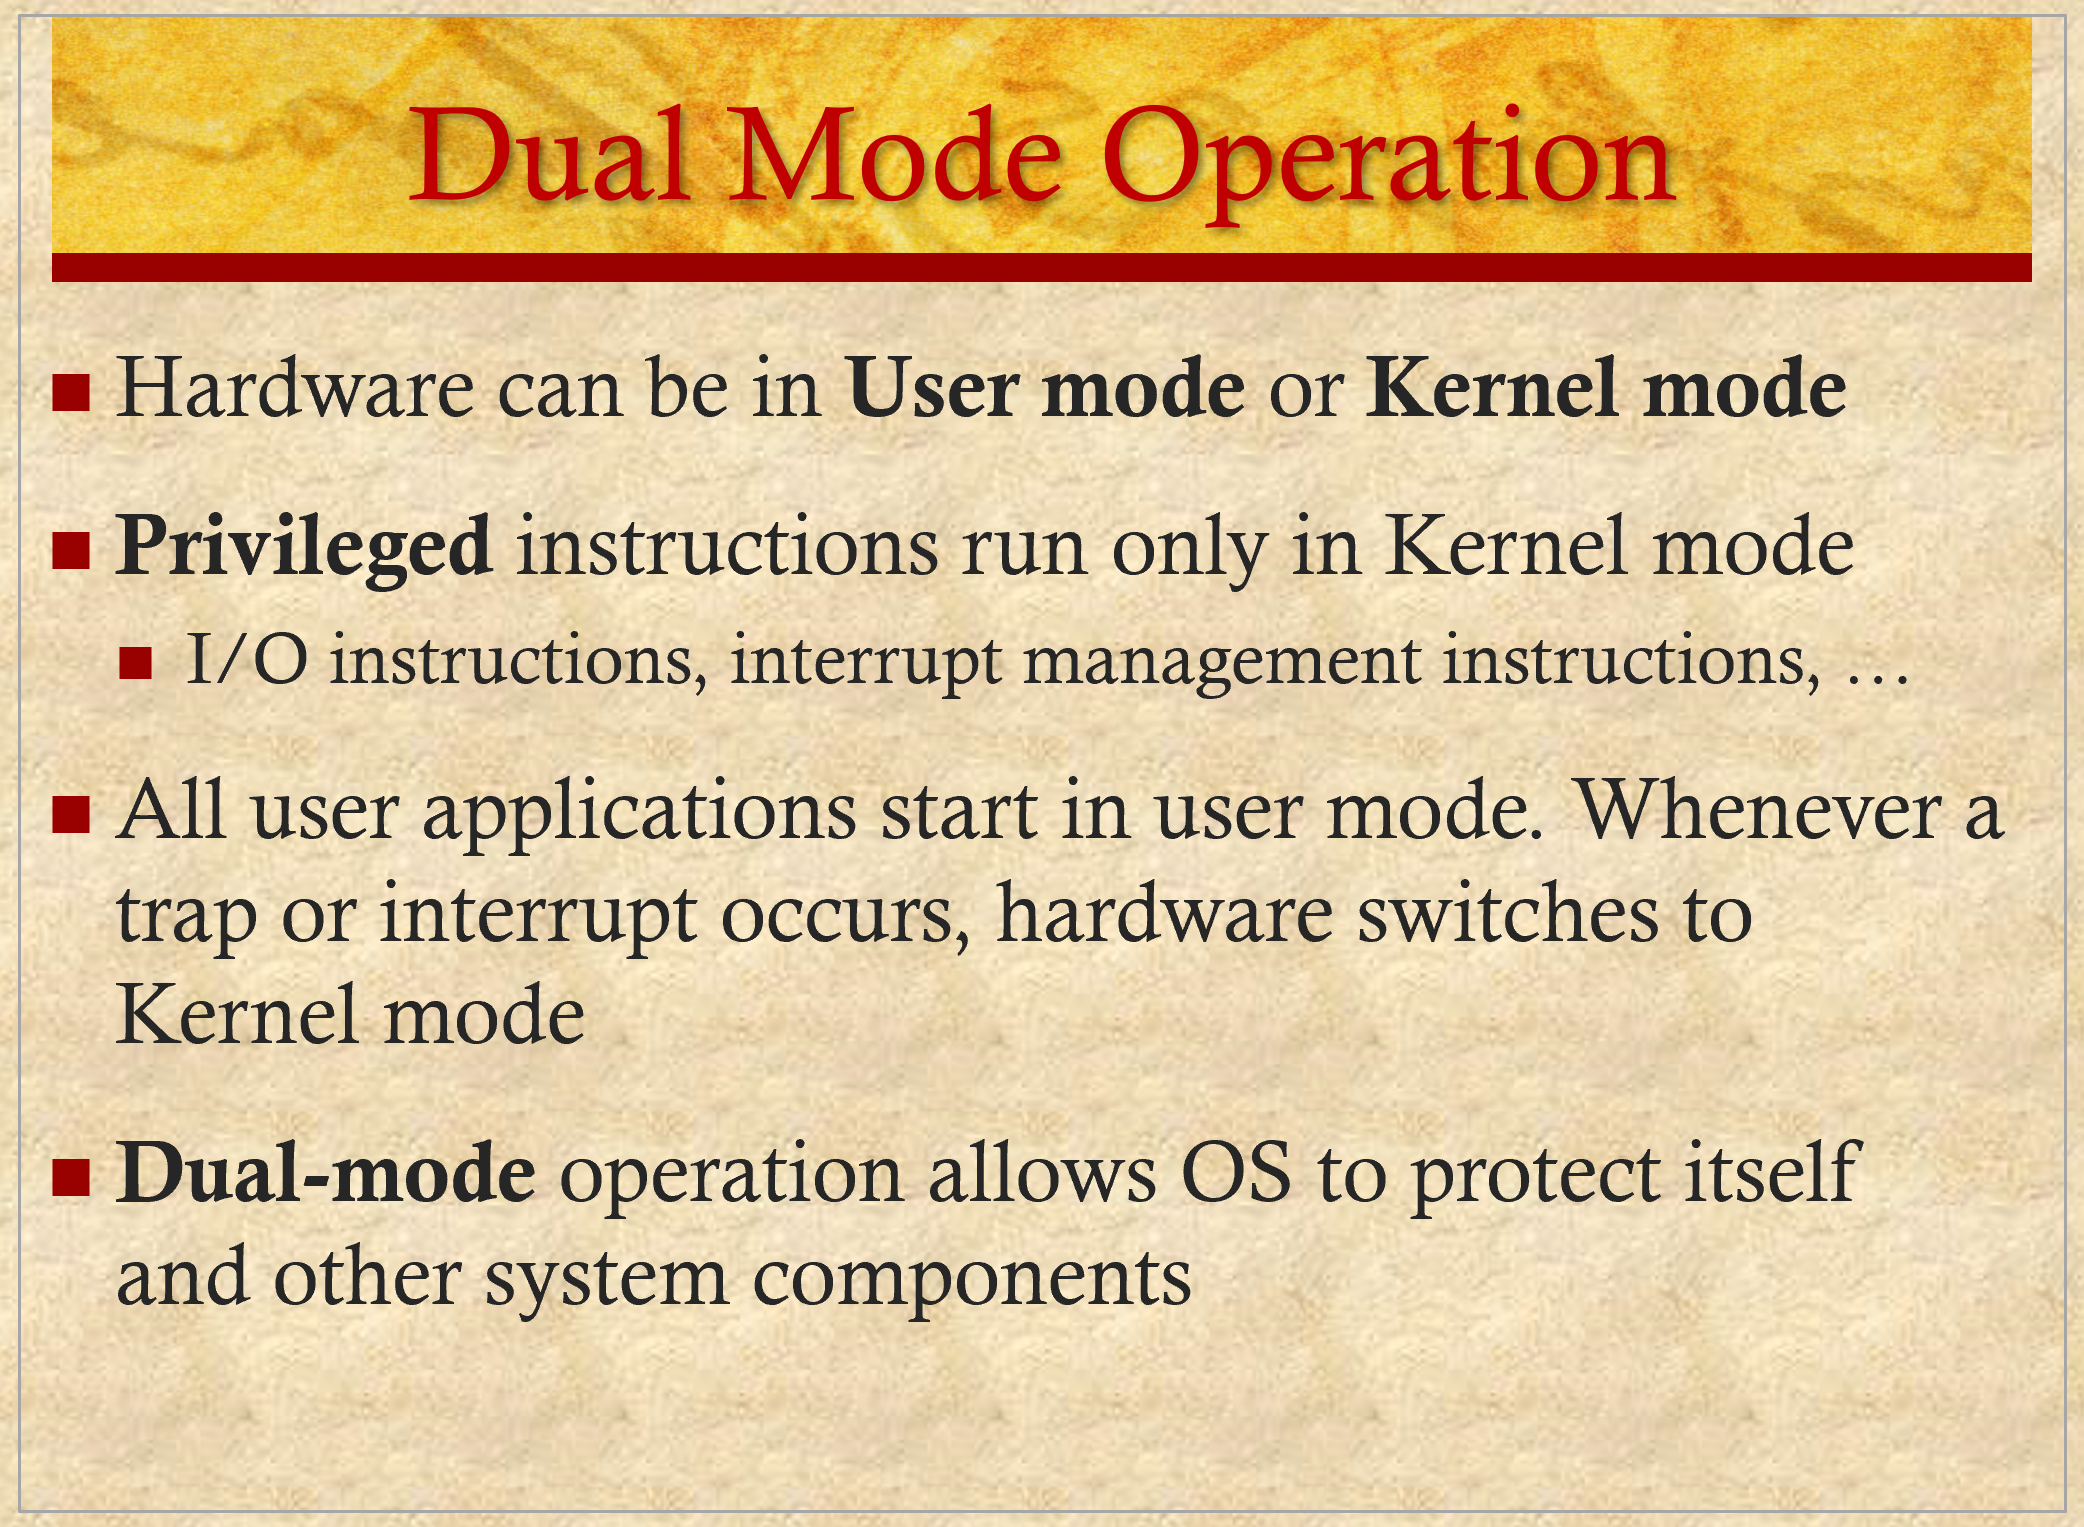 Dual Mode Operation
Hardware can be in User mode or Kernel mode
Privileged instructions run only in Kernel mode
I/O instructions, interrupt management instructions, …
All user applications start in user mode. Whenever a
trap or interrupt occurs, hardware switches to
Kernel mode
Dual-mode operation allows OS to protect itself
and other system components